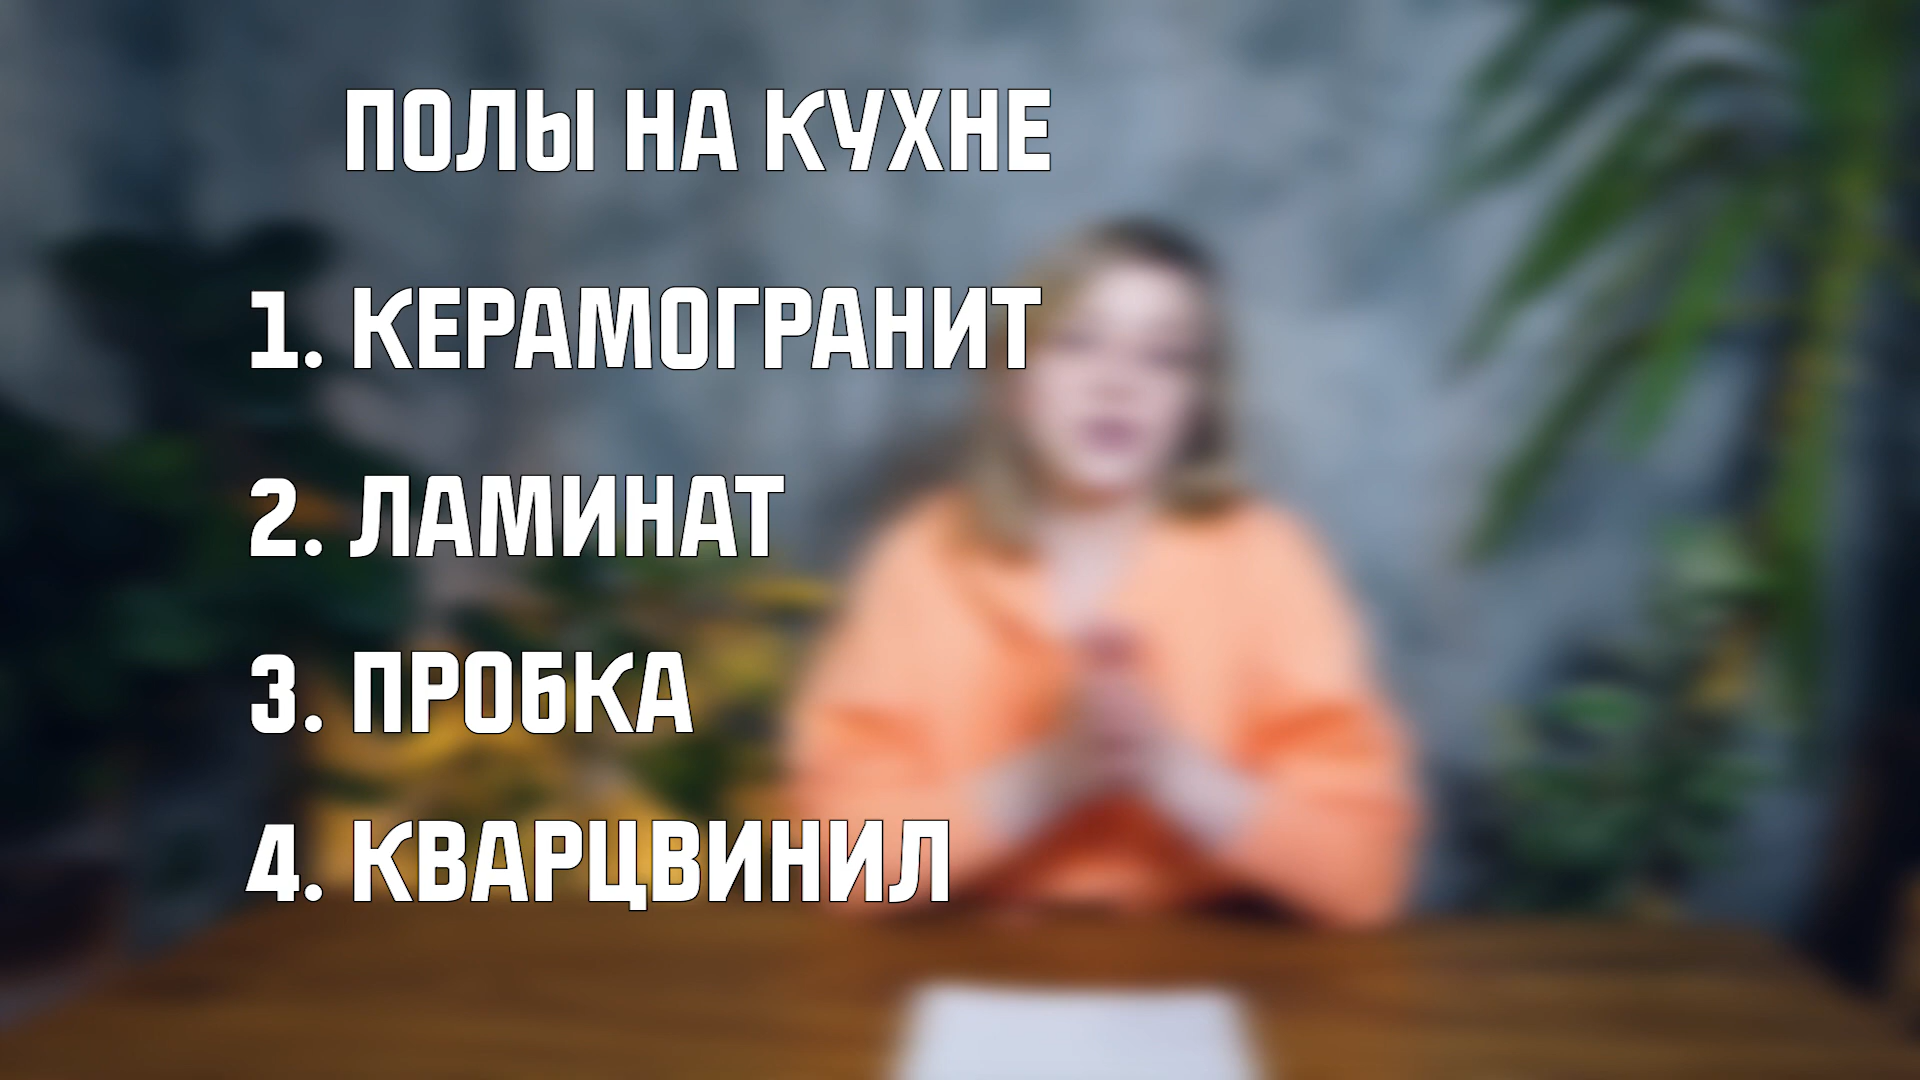 ПОЛЫ НА КУХНЕ
1. КЕРАМОГРАНИТ
2. ЛАМИНАТ
3. ПРОБКА
4. КВАРЦВИНИЛ